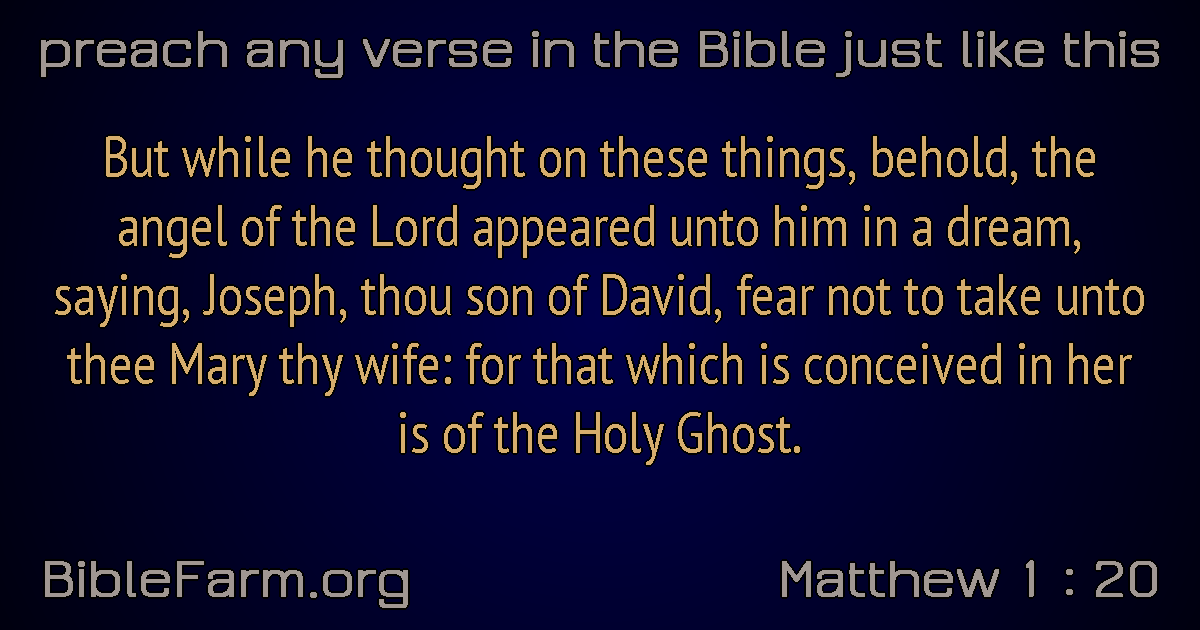 preach any verse in the Bible just like this
But while he thought on these things, behold, the
angel of the Lord appeared unto him in a dream,
saying, Joseph, thou son of David, fear not to take unto
thee Mary thy wife: for that which is conceived in her
is of the Holy Ghost.
BibleFarm.org
Matthew 1 : 20